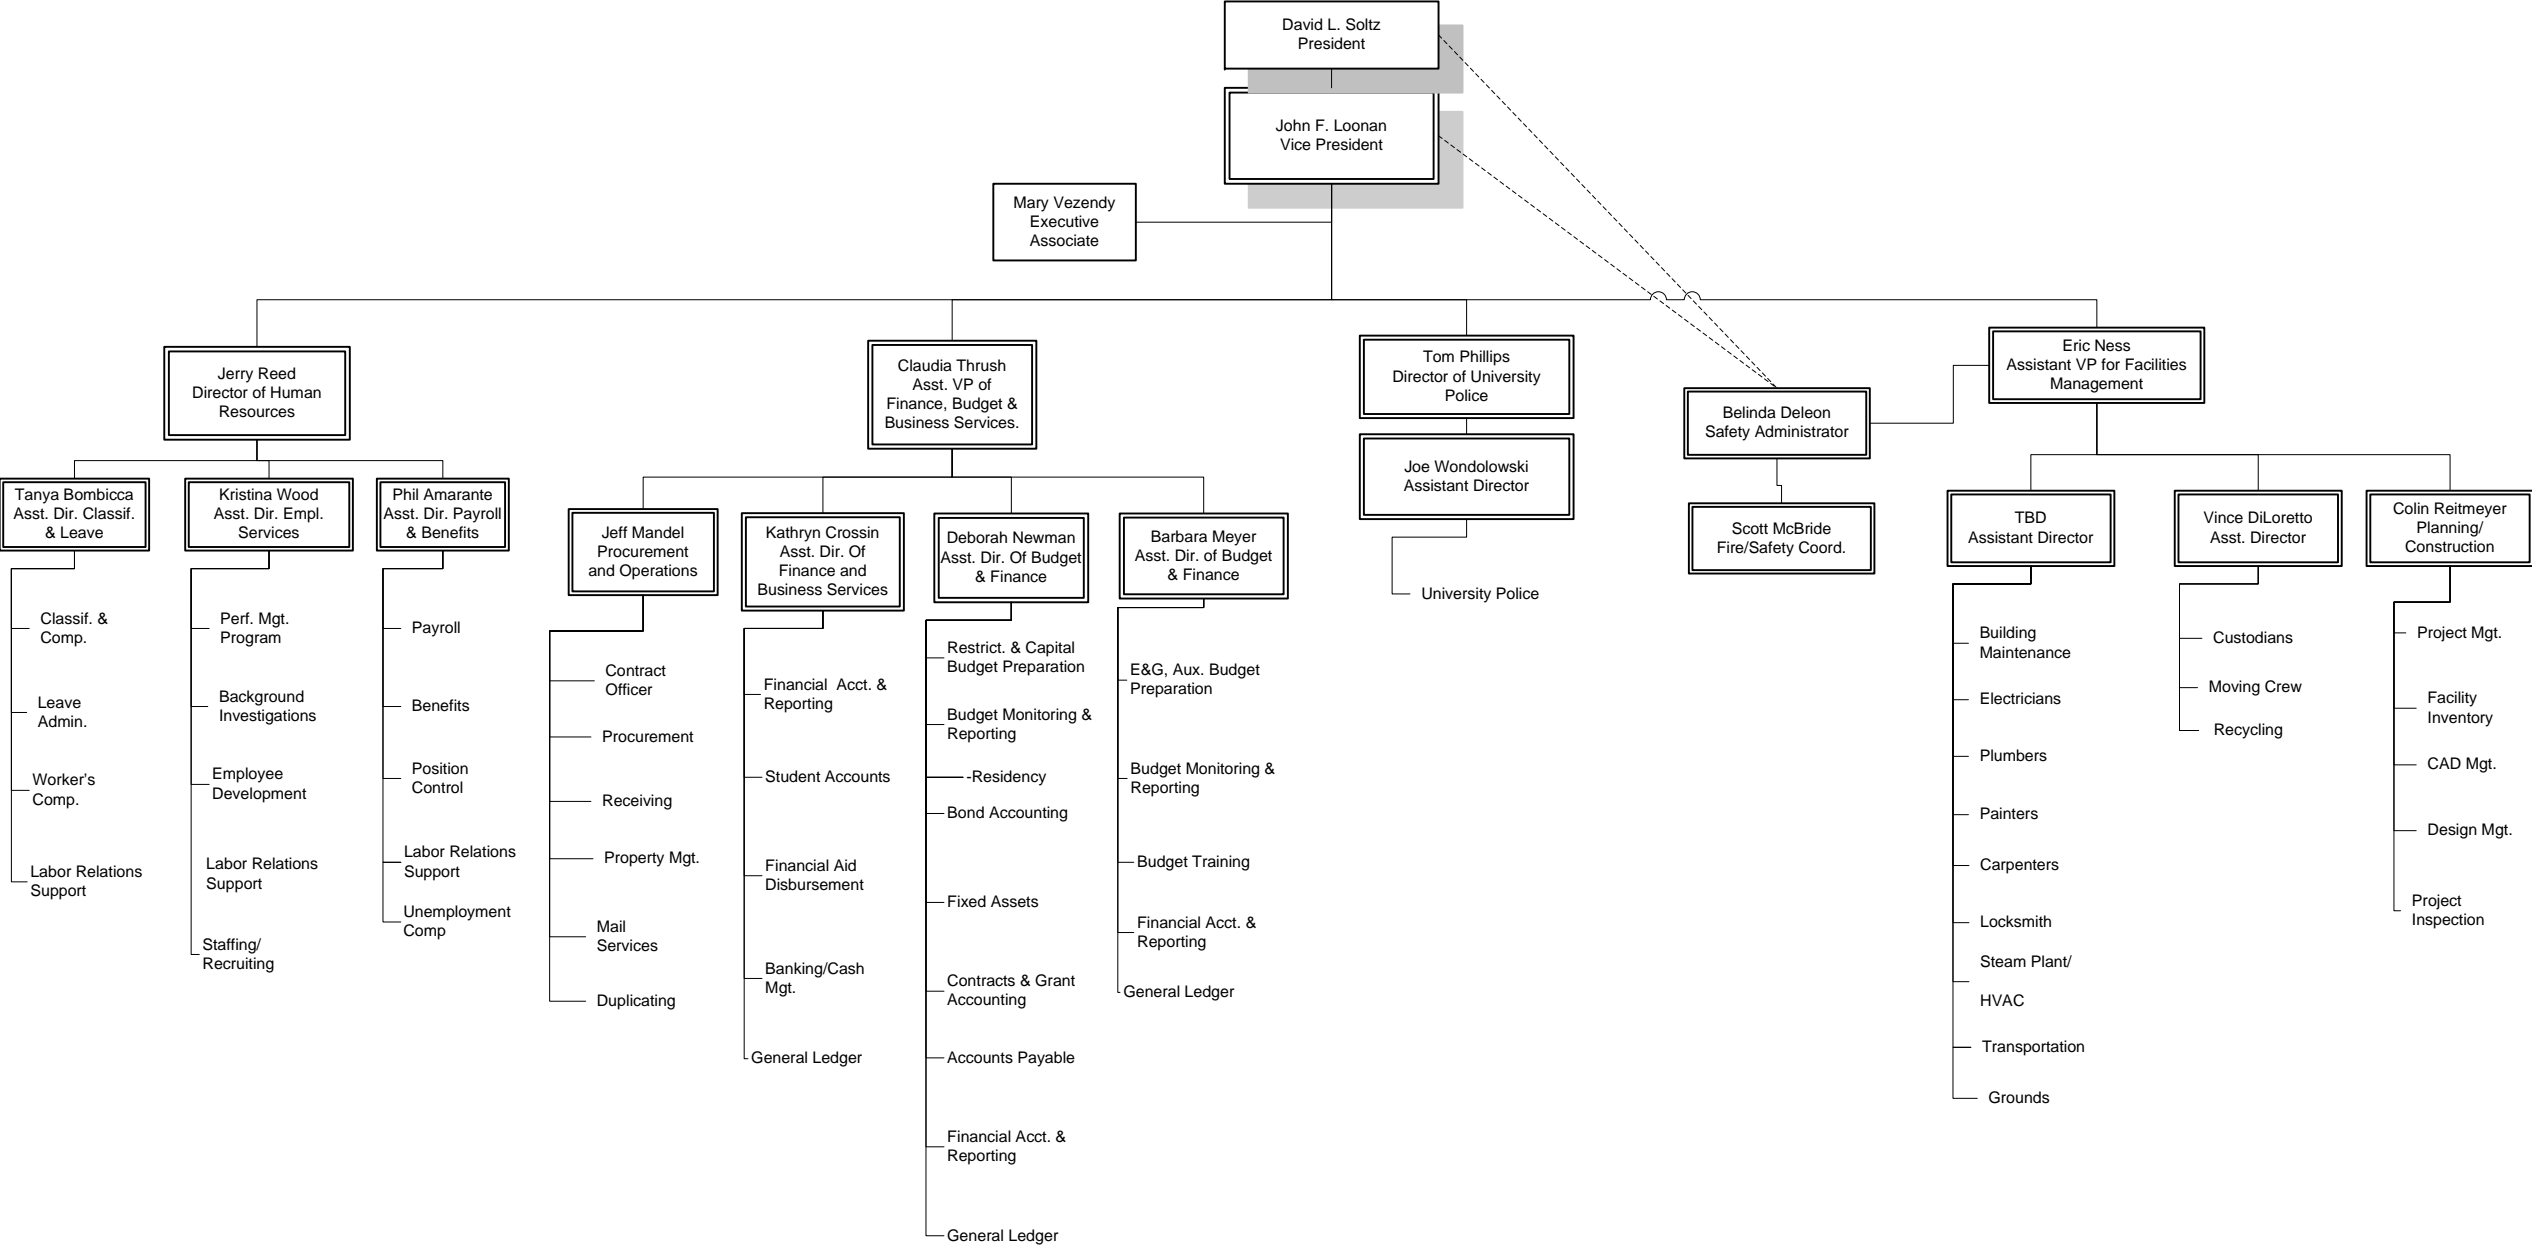 David L. Soltz
President
John F. Loonan
Vice President
Mary Vezendy
Executive
Associate
Jerry Reed
Director of Human
Resources
Claudia Thrush
Asst. VP of
Finance, Budget &
Business Services.
Tom Phillips
Director of University
Police
Joe Wondolowski
Assistant Director
University Police
Belinda Deleon
Safety Administrator
Scott McBride
Fire/Safety Coord.
Eric Ness
Assistant VP for Facilities
Management
Tanya Bombicca
Asst. Dir. Classif.
& Leave
Classif. &
Comp.
Leave
Admin.
Worker's
Comp.
Labor Relations
Support
Kristina Wood
Asst. Dir. Empl.
Services
Perf. Mgt.
Program
Background
Investigations
Employee
Development
Labor Relations
Support
Staffing/
Recruiting
Phil Amarante
Asst. Dir. Payroll
& Benefits
Payroll
Benefits
Position
Control
Labor Relations
Support
Unemployment
Comp
Jeff Mandel
Procurement
and Operations
Contract
Officer
Procurement
Receiving
Property Mgt.
Mail
Services
Duplicating
Kathryn Crossin
Asst. Dir. Of
Finance and
Business Services
Financial Acct. &
Reporting
Student Accounts
Financial Aid
Disbursement
Banking/Cash
Mgt.
General Ledger
Deborah Newman
Asst. Dir. Of Budget
& Finance
Restrict. & Capital
Budget Preparation
Budget Monitoring &
Reporting
-Residency
Bond Accounting
Fixed Assets
Contracts & Grant
Accounting
Accounts Payable
Financial Acct. &
Reporting
General Ledger
Barbara Meyer
Asst. Dir. of Budget
& Finance
E&G, Aux. Budget
Preparation
Budget Monitoring &
Reporting
Budget Training
Financial Acct. &
Reporting
General Ledger
TBD
Assistant Director
Building
Maintenance
Electricians
Plumbers
Painters
Carpenters
Locksmith
Steam Plant/
HVAC
Transportation
Grounds
Vince DiLoretto
Asst. Director
Custodians
Moving Crew
Recycling
Colin Reitmeyer
Planning/
Construction
Project Mgt.
Facility
Inventory
CAD Mgt.
Design Mgt.
Project
Inspection